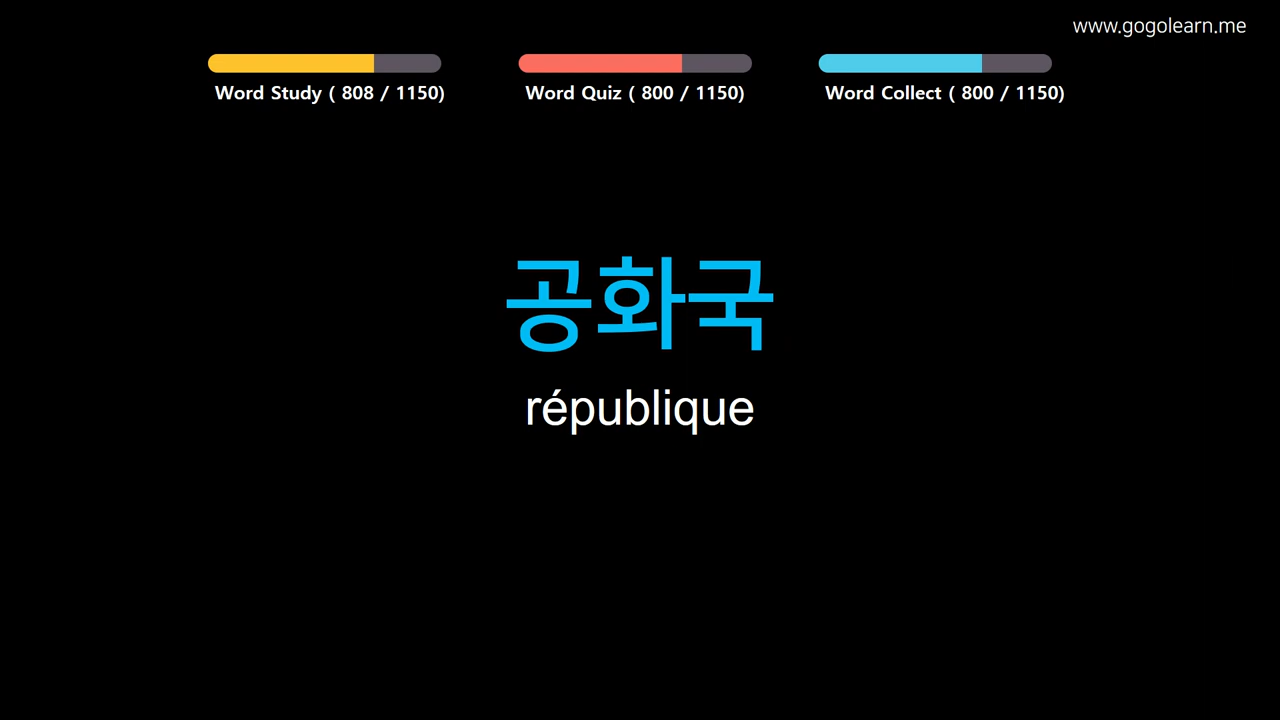 www.gogolearn.me
Word Study ( 808 / 1150)
Word Quiz ( 800 / 1150)
Word Collect ( 800 / 1150)
공화국
république